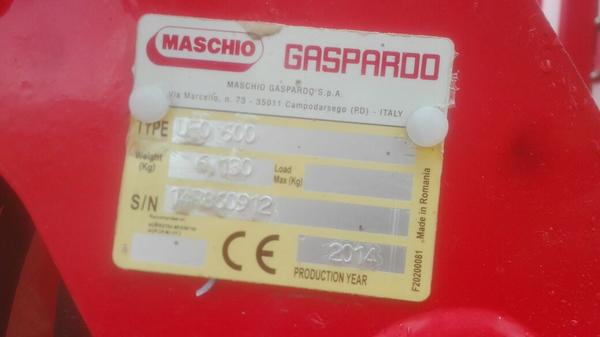 MASCHIO GASPARDO
MASCHIO GASPARDO S.p.A.
Via Marcello, n. 73 - 35011 Campodarsego (PD) - ITALY
TYPE 500
Weight (Kg) Load Max (Kg)
S/N
CE 2014
PRODUCTION YEAR
Made in Romania
F20200081